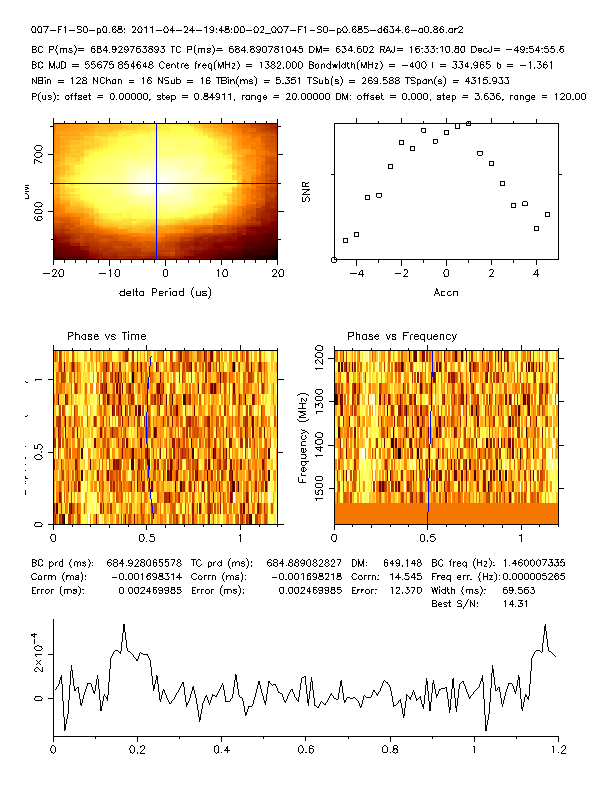 007-F1-S0-p0.68: 2011-04-24-19:48:00-02_007-F1-S0-p0.685-d634.6-a0.86.ar2
BC P(ms)= 684.929763893 TC P(ms)= 684.890781045 DM= 634.602 RAJ= 16:33:10.80 DecJ= -49:54:55.6
BC MJD = 55675.854648 Centre freq(MHz) = 1382.000 Bandwidth(MHz) = -400 l = 334.965 b = -1.361
NBin = 128 NChan = 16 NSub = 16 TBin(ms) = 5.351 TSub(s) = 269.588 TSpan(s) = 4315.933
P(us): offset = 0.00000, step = 0.84911, range = 20.00000 DM: offset = 0.000, step = 3.636, range = 120.00
DM
700
600
-20 -10 0 10 20
delta Period (us)
SNR
-4 -2 0 2 4
Accn
Phase vs Time
1
0.5
0
0 0.5 1
Phase vs Frequency
Frequency (MHz)
1200
1300
1400
1500
0 0.5 1
BC prd (ms): 684.928065578 TC prd (ms): 684.889082827 DM: 649.148 BC freq (Hz): 1.460007335
Corrn (ms): -0.001698314 Corrn (ms): -0.001698218 Corrn: 14.545 Freq err. (Hz): 0.000005265
Error (ms): 0.002469985 Error (ms): 0.002469985 Error: 12.370 Width (ms): 69.563
Best S/N: 14.31
2×10⁻⁴
0
0 0.2 0.4 0.6 0.8 1 1.2